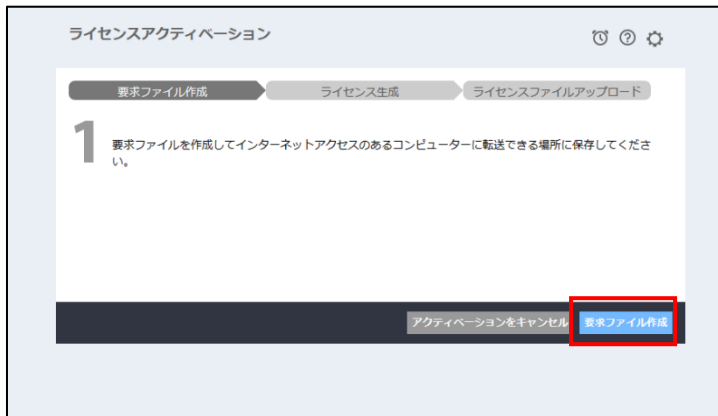 ライセンスアクティベーション
要求ファイル作成
ライセンス生成
ライセンスファイルアップロード
1
要求ファイルを作成してインターネットアクセスのあるコンピューターに転送できる場所に保存してくださ
い。
アクティベーションをキャンセル
要求ファイル作成